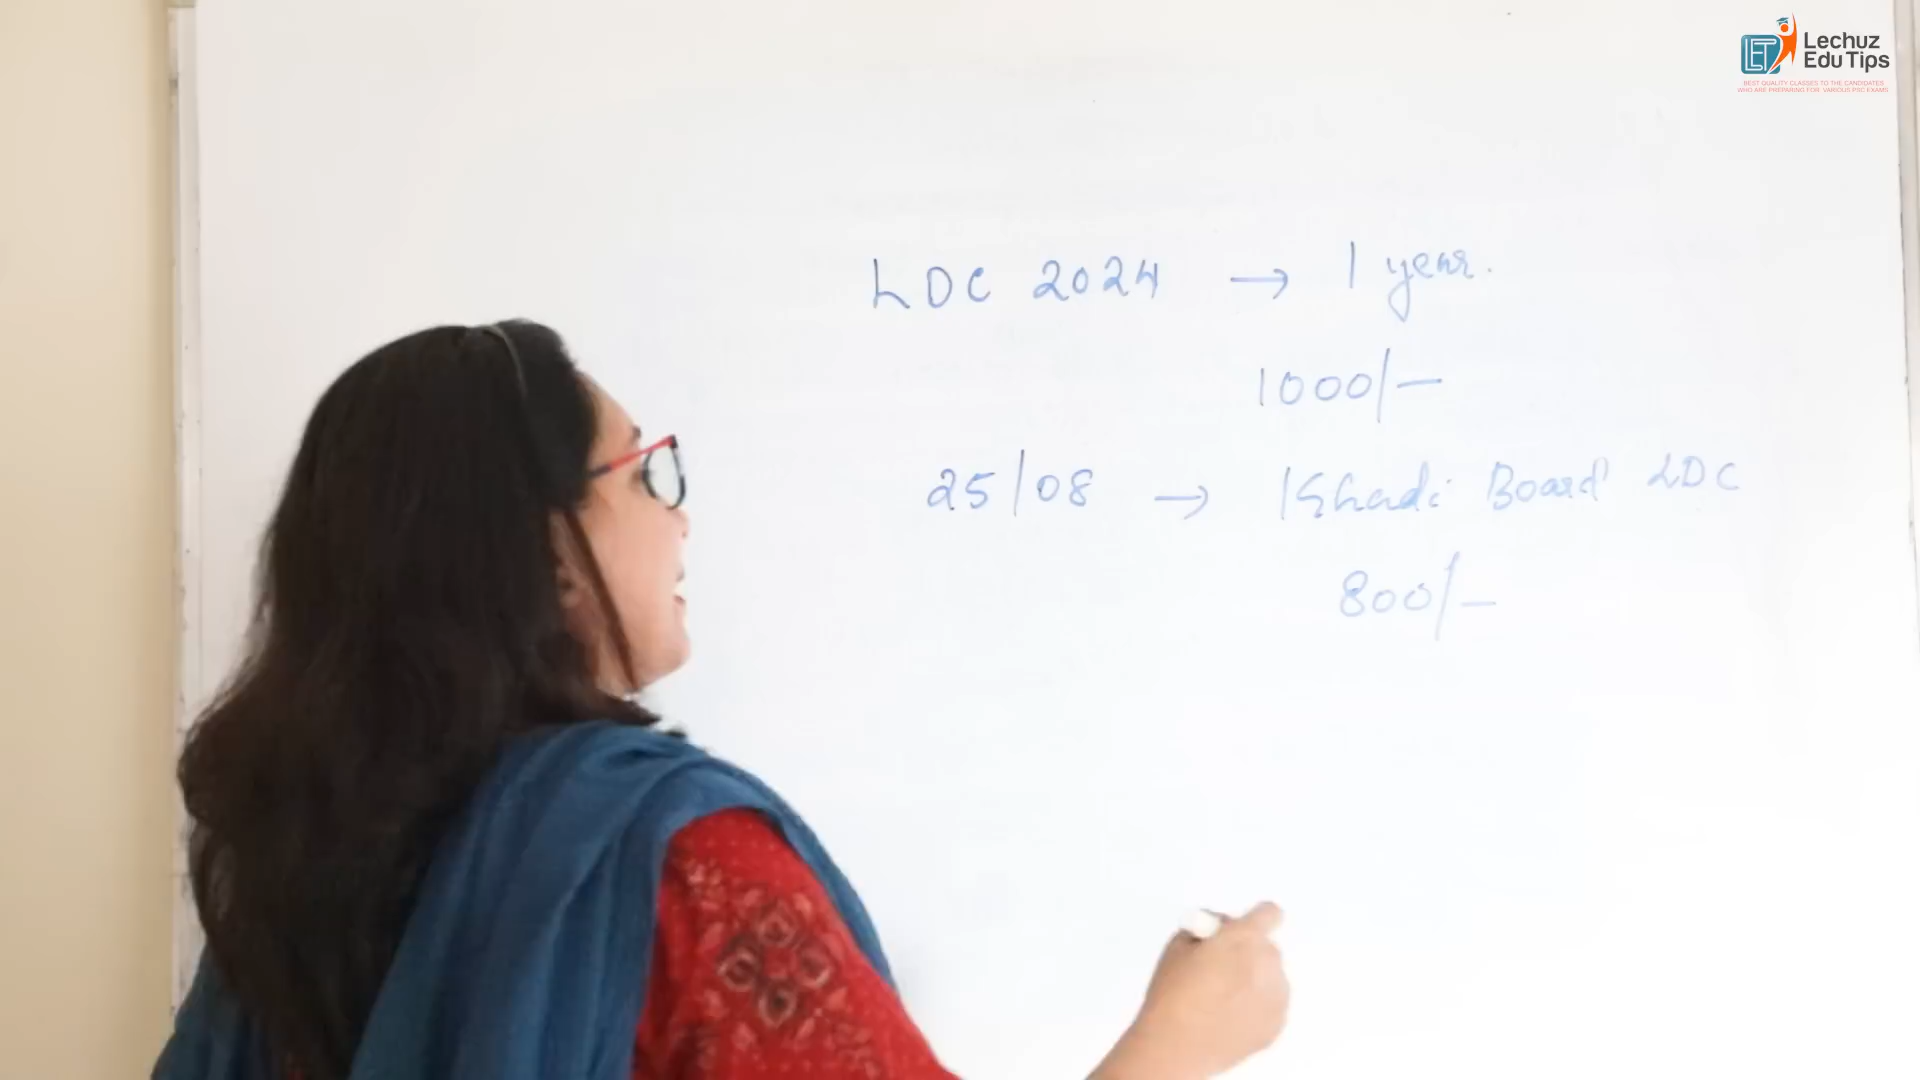 Lechuz
Edu Tips
BEST QUALITY CLASSES TO THE CANDIDATES
WHO ARE PREPARING FOR VARIOUS PSC EXAMS
LDC 2024 → 1 year.
1000/—
25/08 → Khadi Board LDC
800/—